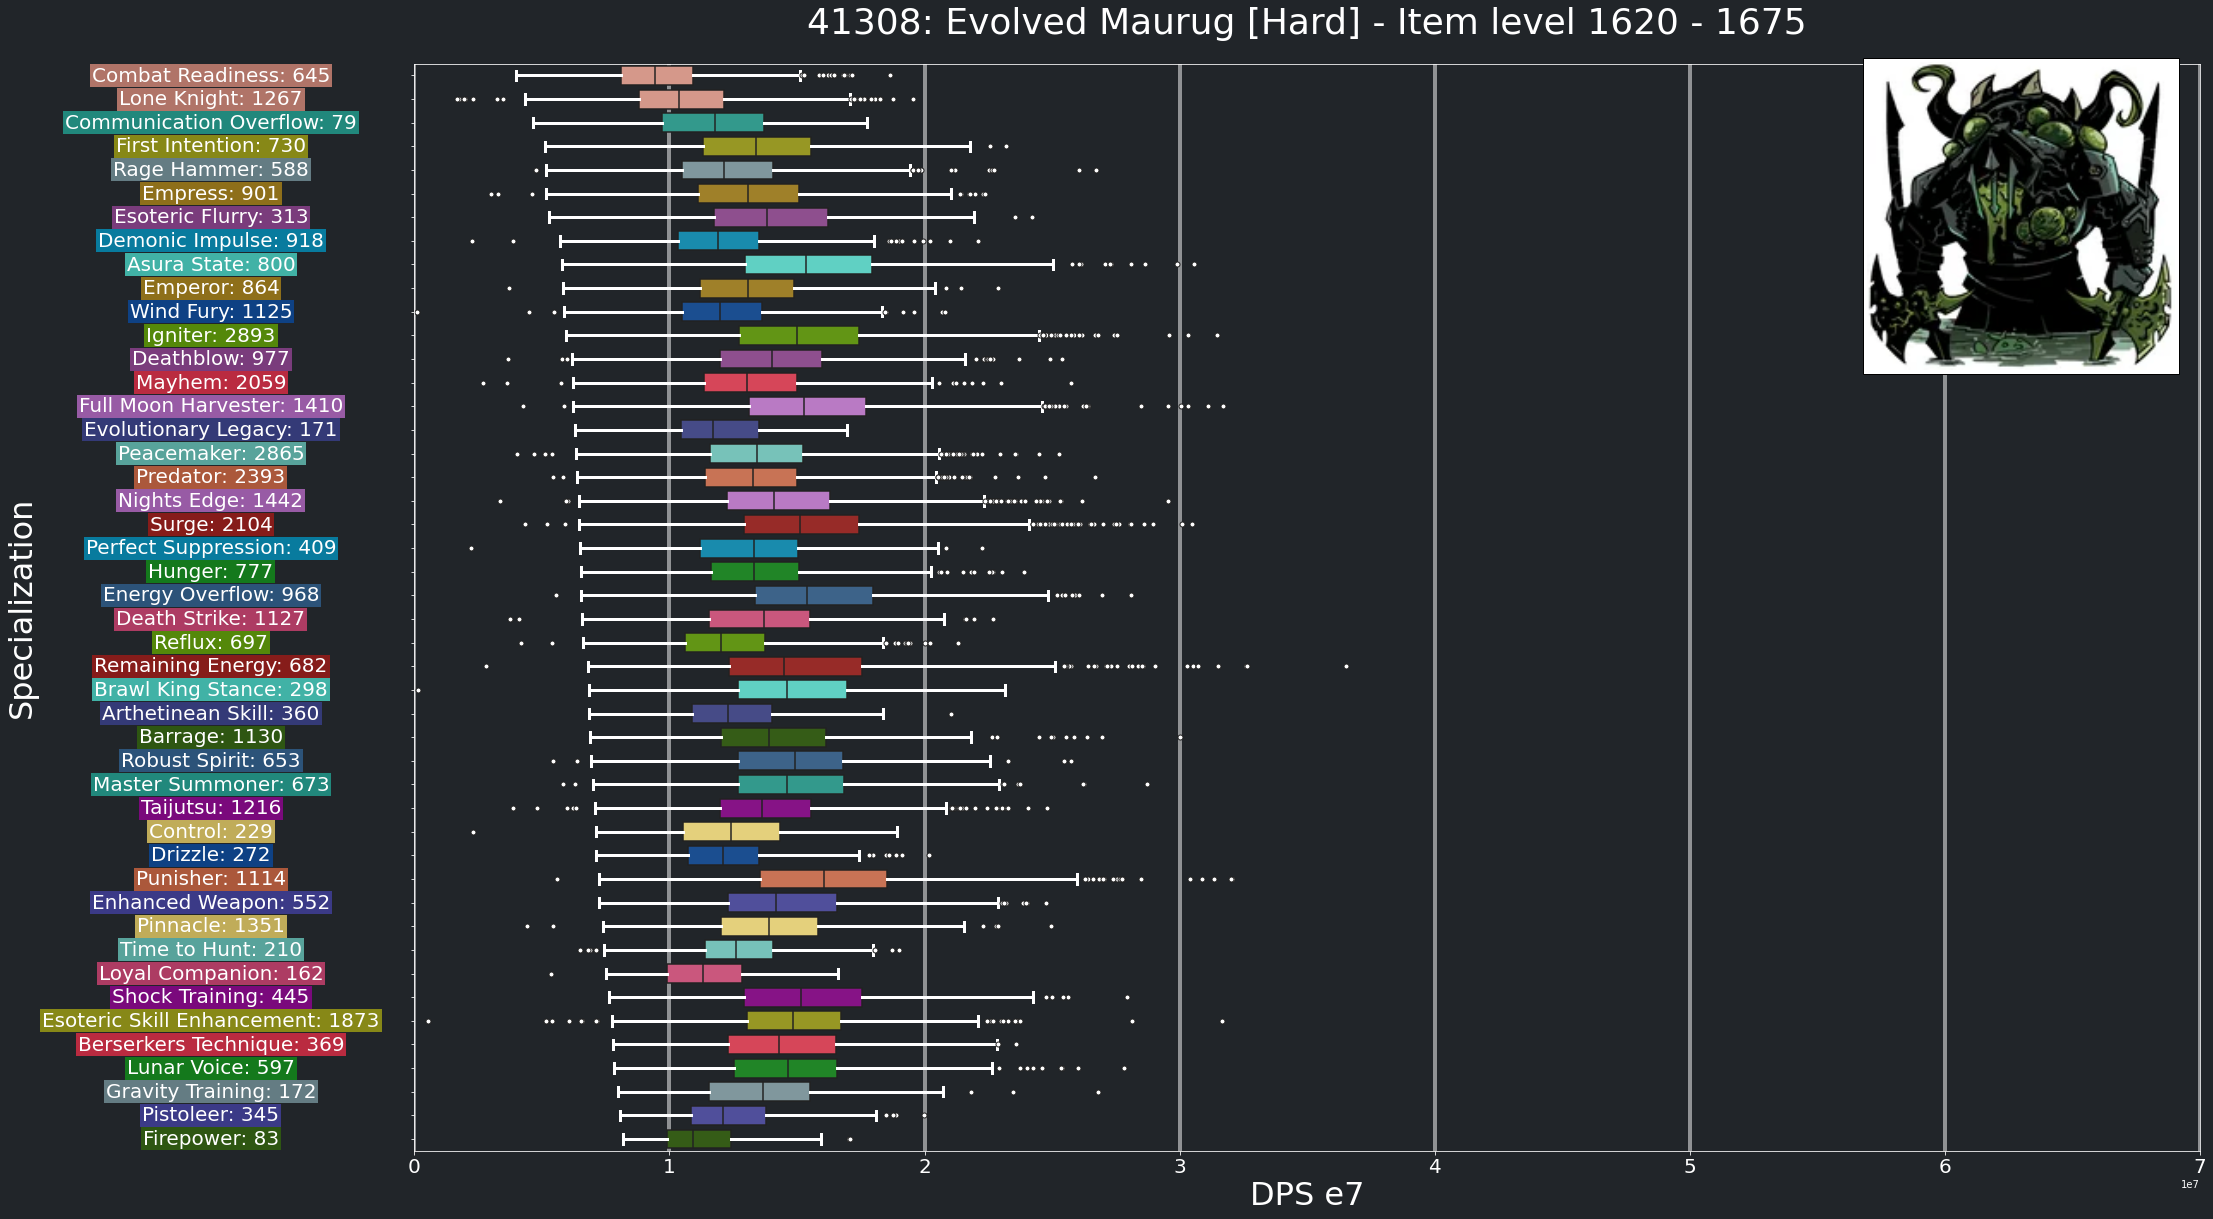 41308: Evolved Maurug [Hard] - Item level 1620 - 1675
Combat Readiness: 645
Lone Knight: 1267
Communication Overflow: 79
First Intention: 730
Rage Hammer: 588
Empress: 901
Esoteric Flurry: 313
Demonic Impulse: 918
Asura State: 800
Emperor: 864
Wind Fury: 1125
Igniter: 2893
Deathblow: 977
Mayhem: 2059
Full Moon Harvester: 1410
Evolutionary Legacy: 171
Peacemaker: 2865
Predator: 2393
Nights Edge: 1442
Surge: 2104
Perfect Suppression: 409
Hunger: 777
Energy Overflow: 968
Death Strike: 1127
Reflux: 697
Remaining Energy: 682
Brawl King Stance: 298
Arthetinean Skill: 360
Barrage: 1130
Robust Spirit: 653
Master Summoner: 673
Taijutsu: 1216
Control: 229
Drizzle: 272
Punisher: 1114
Enhanced Weapon: 552
Pinnacle: 1351
Time to Hunt: 210
Loyal Companion: 162
Shock Training: 445
Esoteric Skill Enhancement: 1873
Berserkers Technique: 369
Lunar Voice: 597
Gravity Training: 172
Pistoleer: 345
Firepower: 83
Specialization
0 1 2 3 4 5 6 7
1e7
DPS e7